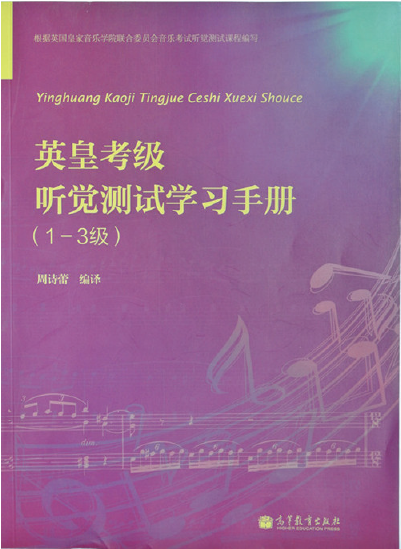 根据英国皇家音乐学院联合委员会音乐考试听觉测试课程编写
Yinghuang Kaoji Tingjue Ceshi Xuexi Shouce
英皇考级
听觉测试学习手册
(1-3级)
周诗蕾 编译
高等教育出版社